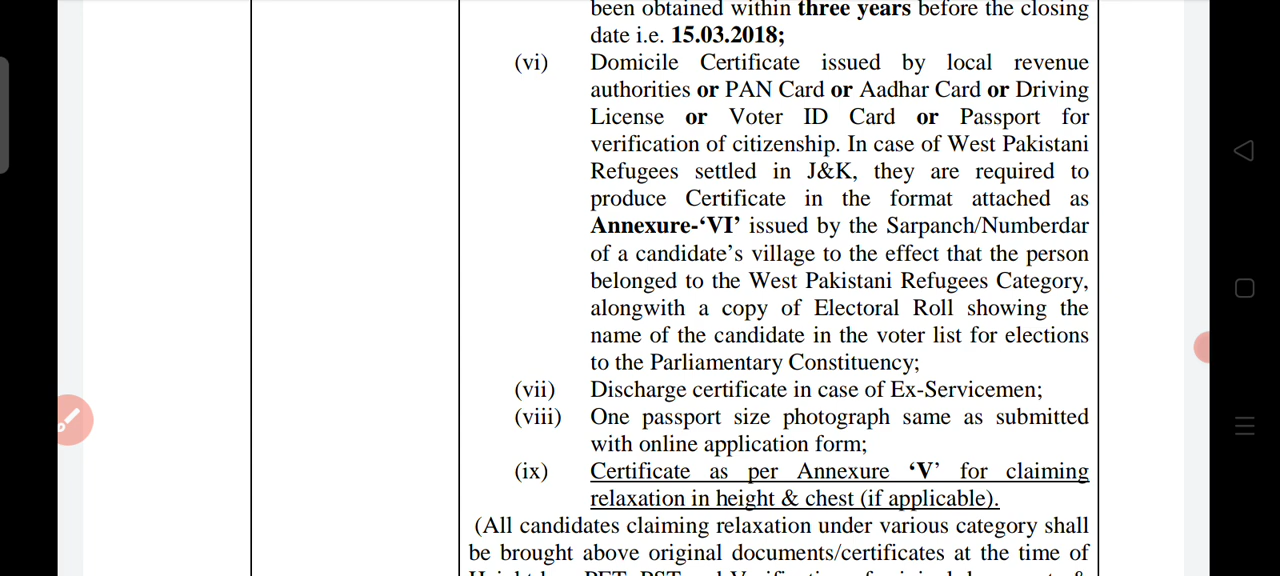 been obtained within three years before the closing
date i.e. 15.03.2018;
(vi) Domicile Certificate issued by local revenue
authorities or PAN Card or Aadhar Card or Driving
License or Voter ID Card or Passport for
verification of citizenship. In case of West Pakistani
Refugees settled in J&K, they are required to
produce Certificate in the format attached as
Annexure-‘VI’ issued by the Sarpanch/Numberdar
of a candidate’s village to the effect that the person
belonged to the West Pakistani Refugees Category,
alongwith a copy of Electoral Roll showing the
name of the candidate in the voter list for elections
to the Parliamentary Constituency;
(vii) Discharge certificate in case of Ex-Servicemen;
(viii) One passport size photograph same as submitted
with online application form;
(ix) Certificate as per Annexure ‘V’ for claiming
relaxation in height & chest (if applicable).
(All candidates claiming relaxation under various category shall
be brought above original documents/certificates at the time of